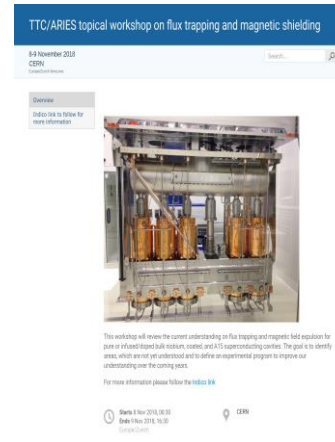 TTC/ARIES topical workshop on flux trapping and magnetic shielding
8-9 November 2018
CERN
Europe/Zurich timezone
Search...
Overview
Indico link to follow for
more information
This workshop will review the current understanding on flux trapping and magnetic field expulsion for
pure or infused/doped bulk niobium, coated, and A15 superconducting cavities. The goal is to identify
areas, which are not yet understood and to define an experimental program to improve our
understanding over the coming years.
For more information please follow the Indico link
Starts 8 Nov 2018, 08:30
Ends 9 Nov 2018, 16:30
Europe/Zurich
CERN